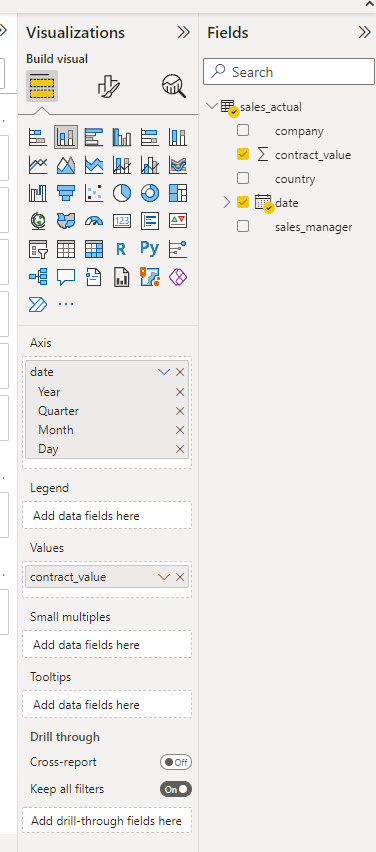 Visualizations
Fields
Build visual
Search
sales_actual
company
contract_value
country
date
sales_manager
123
R
Py
Axis
date
Year
Quarter
Month
Day
Legend
Add data fields here
Values
contract_value
Small multiples
Add data fields here
Tooltips
Add data fields here
Drill through
Cross-report
Off
Keep all filters
On
Add drill-through fields here